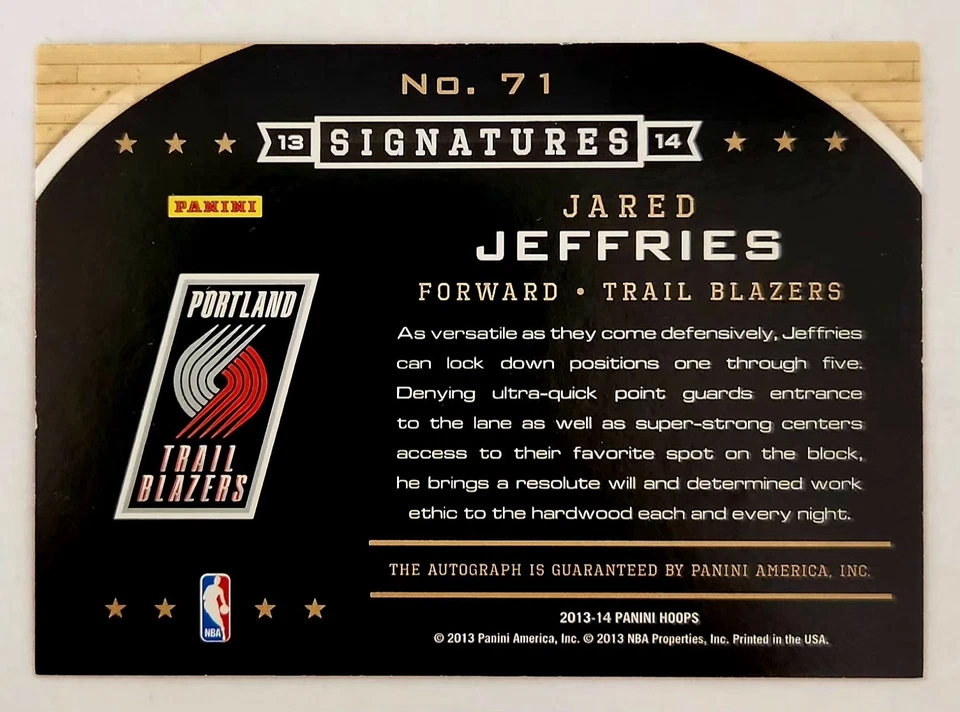 No. 71
13 SIGNATURES 14
PANINI
JARED
JEFFRIES
FORWARD • TRAIL BLAZERS
PORTLAND
TRAIL
BLAZERS
As versatile as they come defensively, Jeffries
can lock down positions one through five.
Denying ultra-quick point guards entrance
to the lane as well as super-strong centers
access to their favorite spot on the block,
he brings a resolute will and determined work
ethic to the hardwood each and every night.
THE AUTOGRAPH IS GUARANTEED BY PANINI AMERICA, INC.
NBA
2013-14 PANINI HOOPS
© 2013 Panini America, Inc. © 2013 NBA Properties, Inc. Printed in the USA.